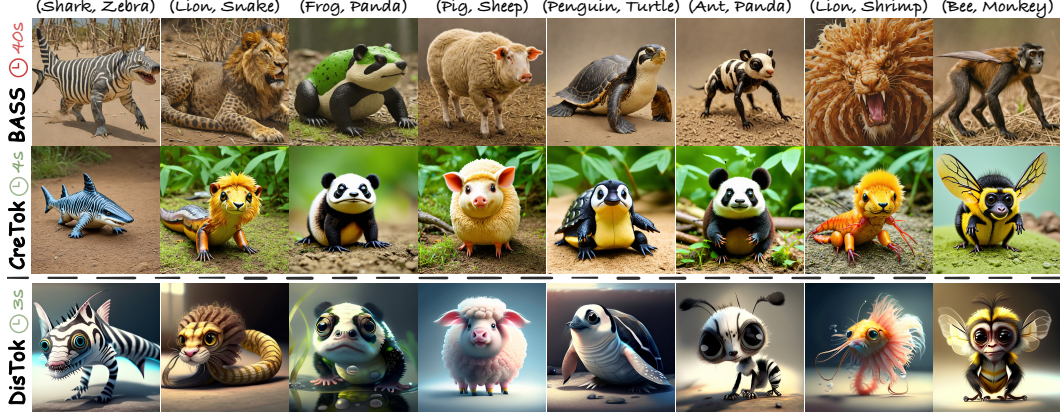 (Shark, Zebra) (Lion, Snake) (Frog, Panda) (Pig, Sheep) (Penguin, Turtle) (Ant, Panda) (Lion, Shrimp) (Bee, Monkey)
BASS 40s
CreTok 4s
DisTok 3s